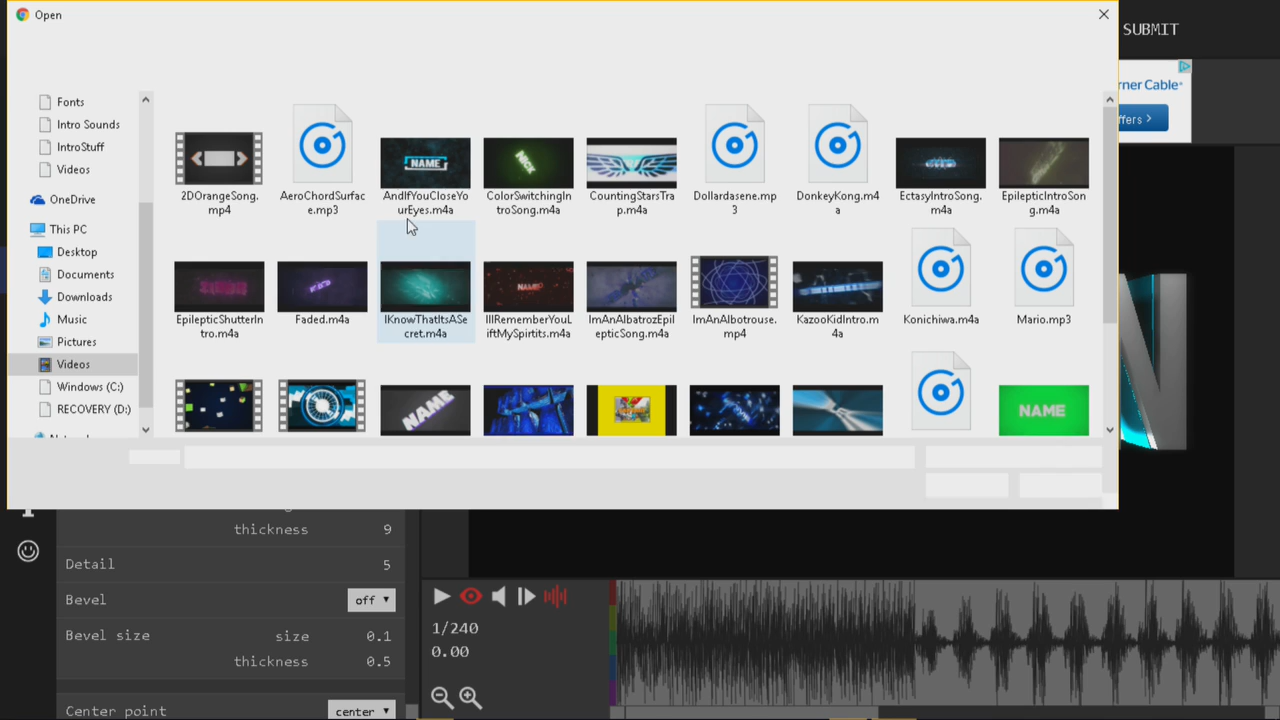 Open
SUBMIT
rner Cable
ffers >
Fonts
Intro Sounds
IntroStuff
Videos
OneDrive
This PC
Desktop
Documents
Downloads
Music
Pictures
Videos
Windows (C:)
RECOVERY (D:)
2DOrangeSong.
mp4
AeroChordSurfac
e.mp3
AndIfYouCloseYo
urEyes.m4a
ColorSwitchingIn
troSong.m4a
CountingStarsTra
p.m4a
Dollardasene.mp
3
DonkeyKong.m4
a
EctasyIntroSong.
m4a
EpilepticIntroSon
g.m4a
EpilepticShutterIn
tro.m4a
Faded.m4a
IKnowThatItsASe
cret.m4a
IllRememberYouL
iftMySpirtits.m4a
ImAnAlbatrozEpil
epticSong.m4a
ImAnAlbotrouse.
mp4
KazooKidIntro.m
4a
Konichiwa.m4a
Mario.mp3
NAME
NICK
NAME
NAME
NAME
thickness 9
Detail 5
Bevel off
Bevel size size 0.1
thickness 0.5
Center point center
1/240
0.00